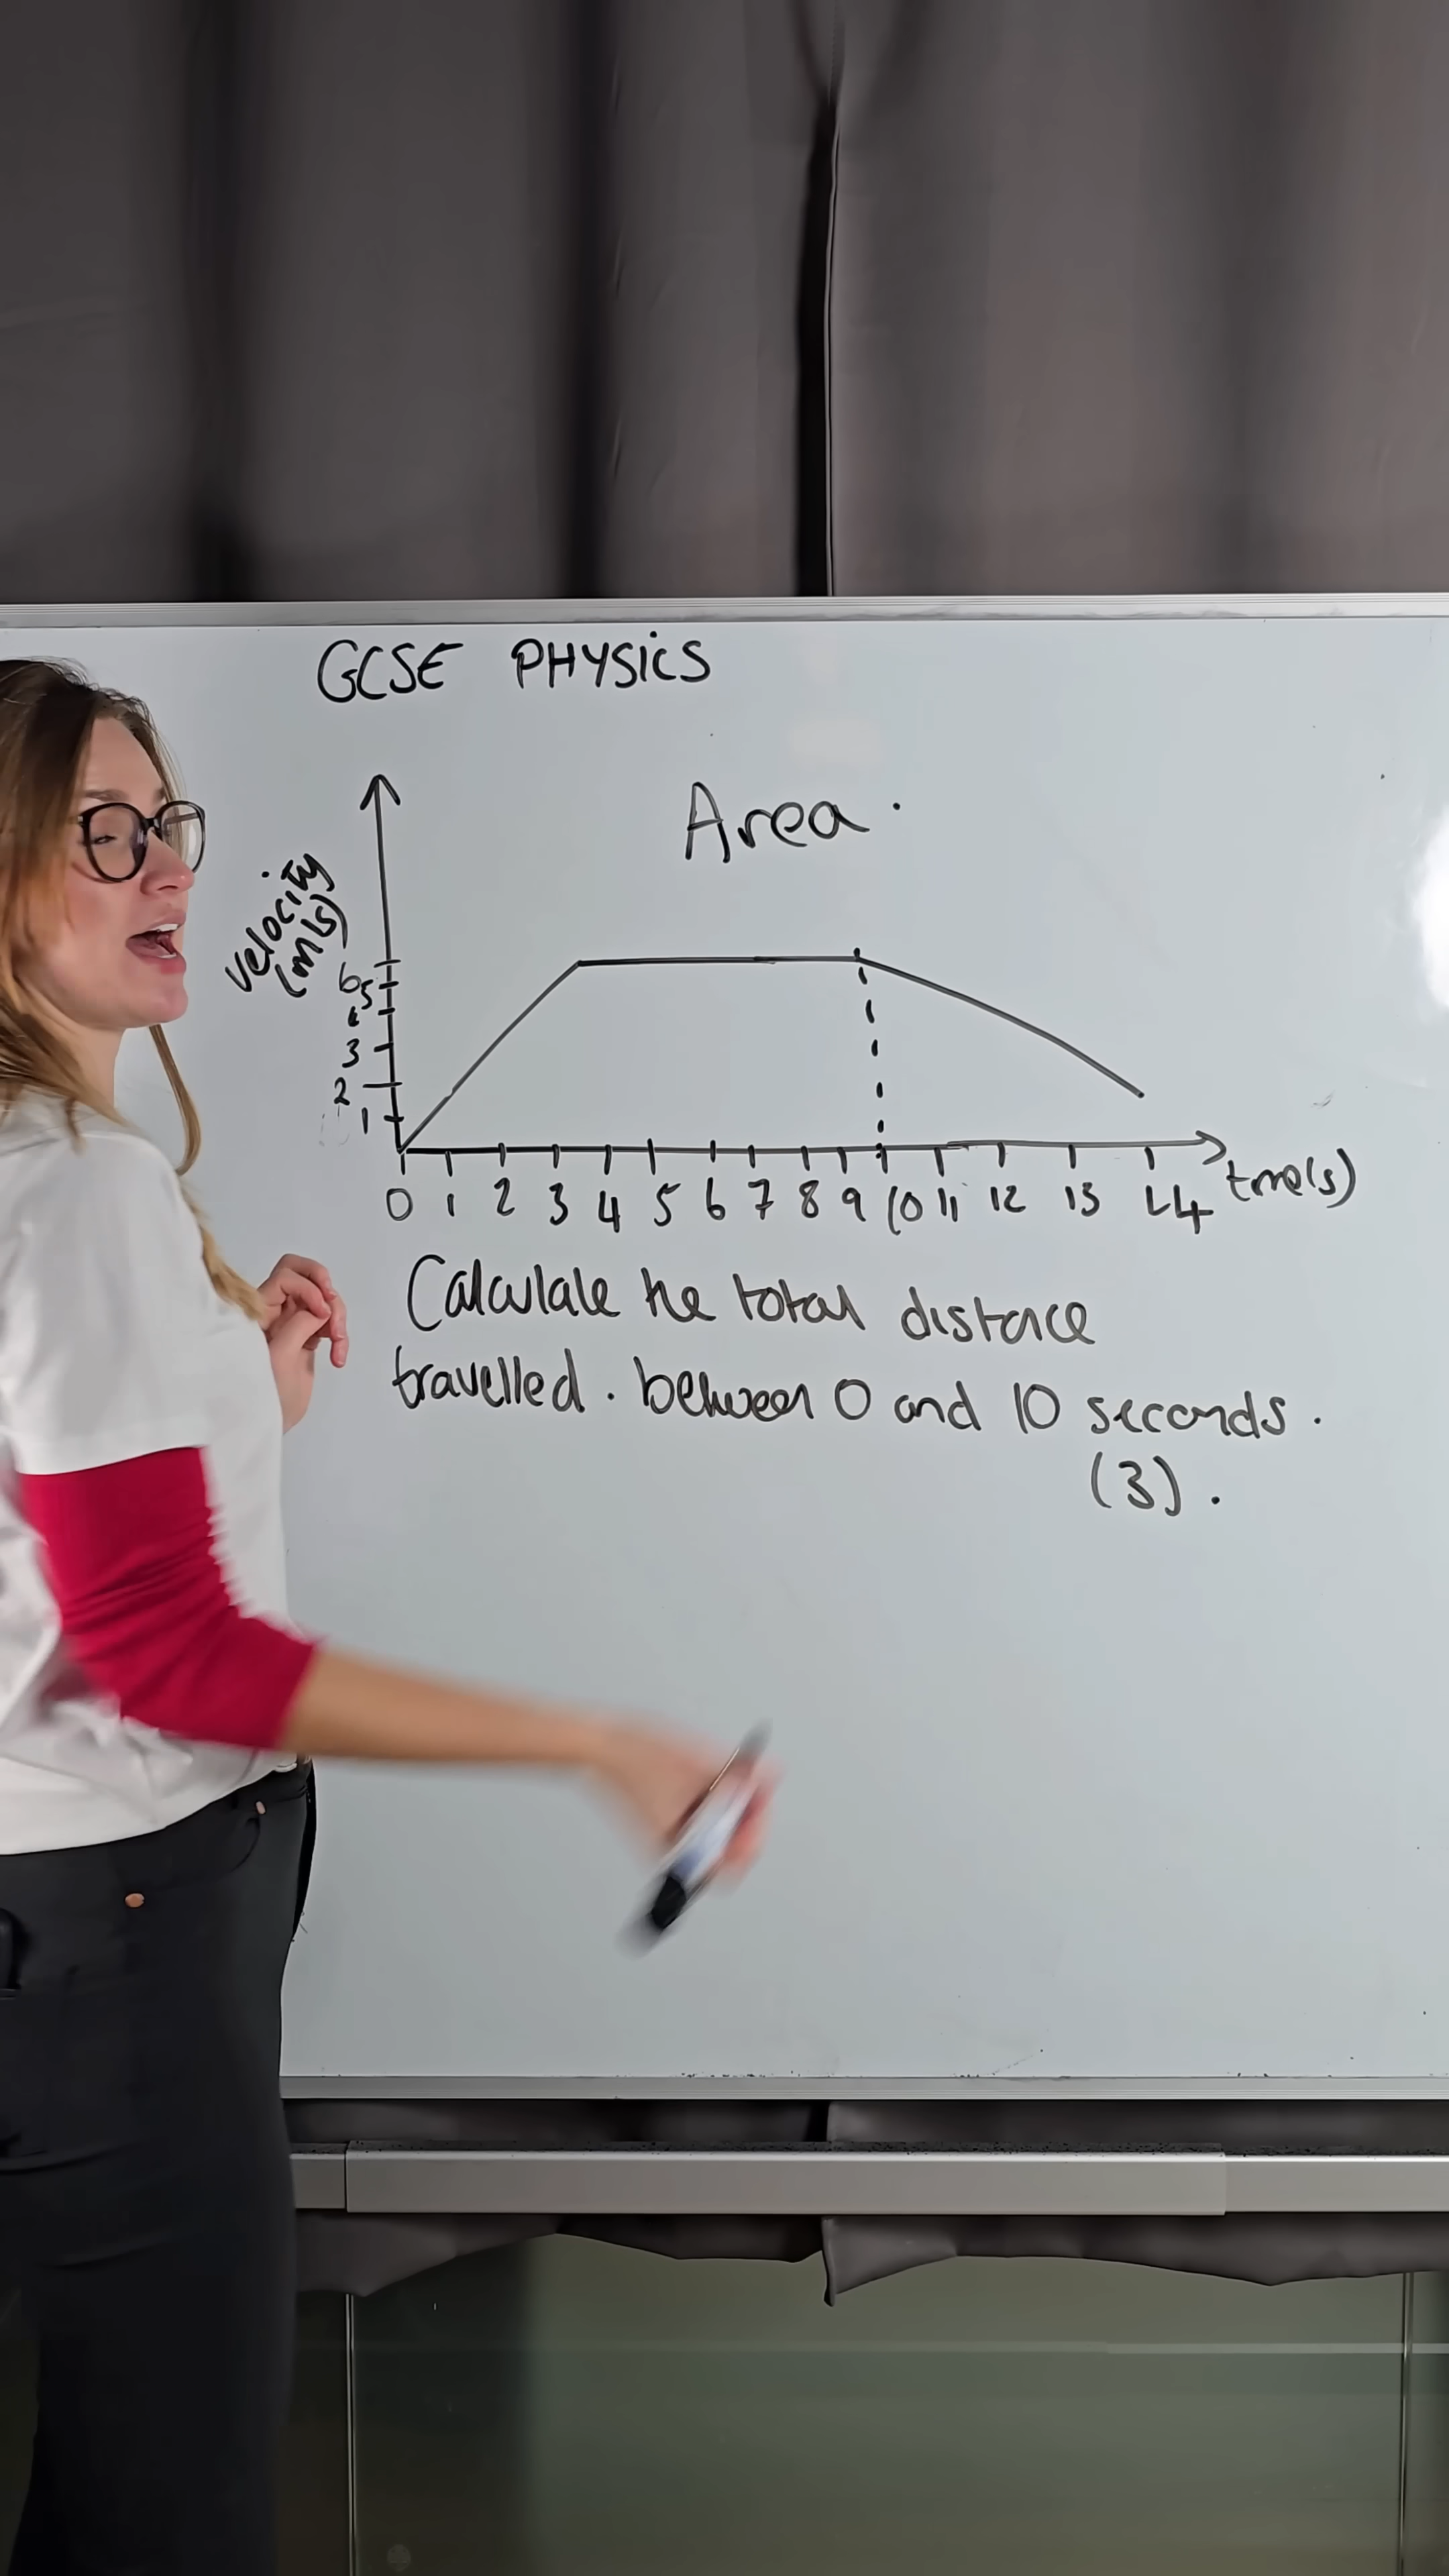 GCSE PHYSICS
Area.
velocity
(m/s)
6
5
3
2
1
0 1 2 3 4 5 6 7 8 9 10 11 12 13 14 time(s)
Calculate the total distance
travelled. between 0 and 10 seconds.
(3).